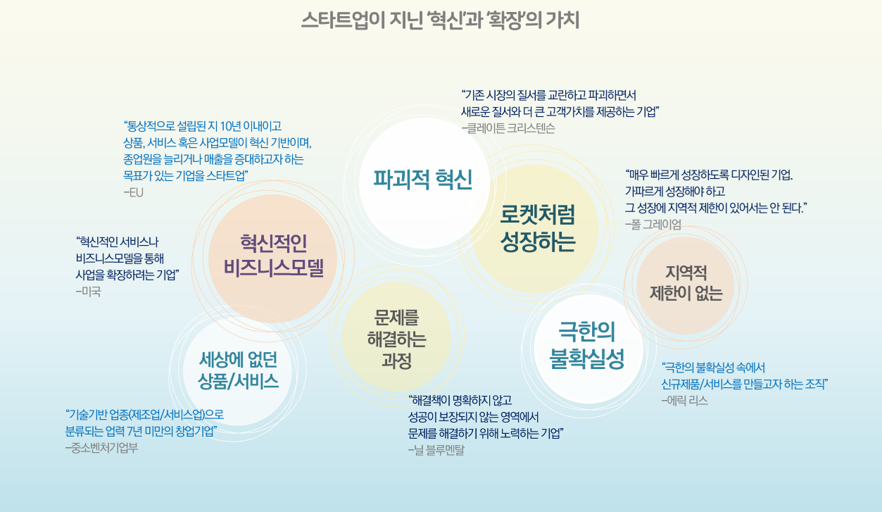 스타트업이 지닌 ‘혁신’과 ‘확장’의 가치
“기존 시장의 질서를 교란하고 파괴하면서
새로운 질서와 더 큰 고객가치를 제공하는 기업”
–클레이튼 크리스텐슨
“통상적으로 설립된 지 10년 이내이고
상품, 서비스 혹은 사업모델이 혁신 기반이며,
종업원을 늘리거나 매출을 증대하고자 하는
목표가 있는 기업을 스타트업”
–EU
파괴적 혁신
“매우 빠르게 성장하도록 디자인된 기업.
가파르게 성장해야 하고
그 성장에 지역적 제한이 있어서는 안 된다.”
–폴 그레이엄
로켓처럼
성장하는
“혁신적인 서비스나
비즈니스모델을 통해
사업을 확장하려는 기업”
–미국
혁신적인
비즈니스모델
지역적
제한이 없는
문제를
해결하는
과정
극한의
불확실성
세상에 없던
상품/서비스
“극한의 불확실성 속에서
신규제품/서비스를 만들고자 하는 조직”
–에릭 리스
“해결책이 명확하지 않고
성공이 보장되지 않는 영역에서
문제를 해결하기 위해 노력하는 기업”
–닐 블루멘탈
“기술기반 업종(제조업/서비스업)으로
분류되는 업력 7년 미만의 창업기업”
–중소벤처기업부